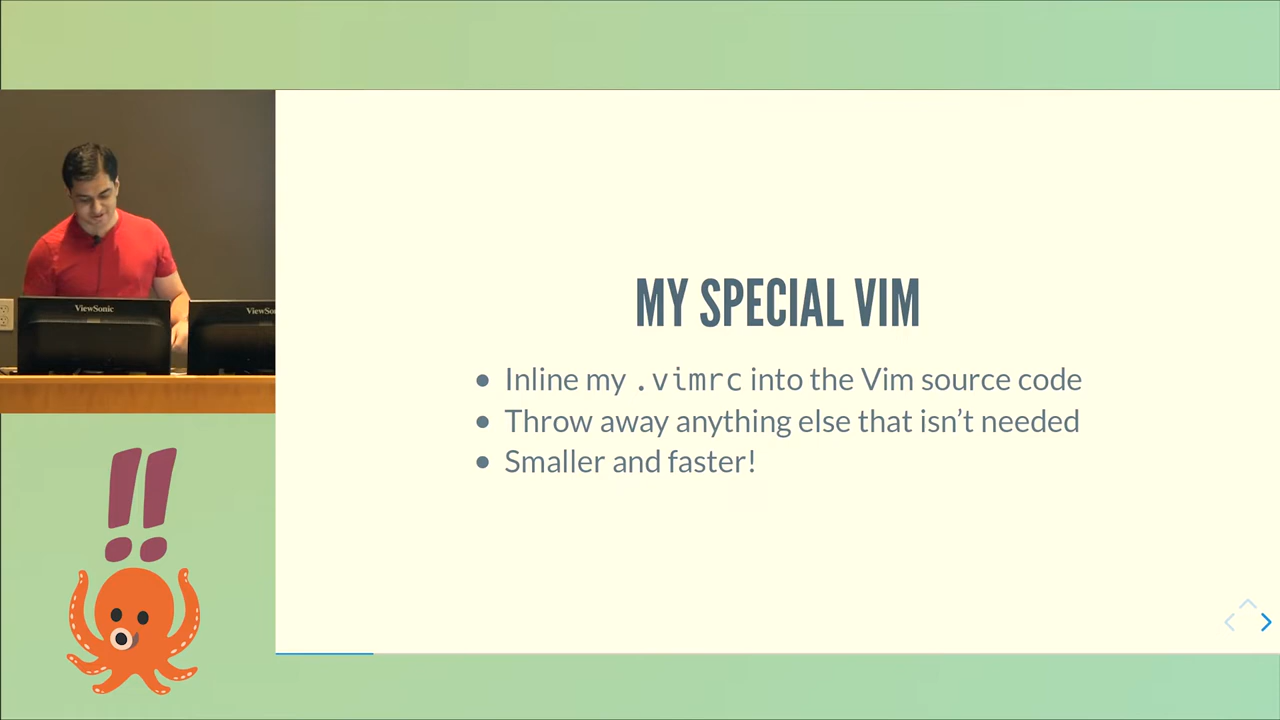 ViewSonic
MY SPECIAL VIM
• Inline my .vimrc into the Vim source code
• Throw away anything else that isn’t needed
• Smaller and faster!
!!